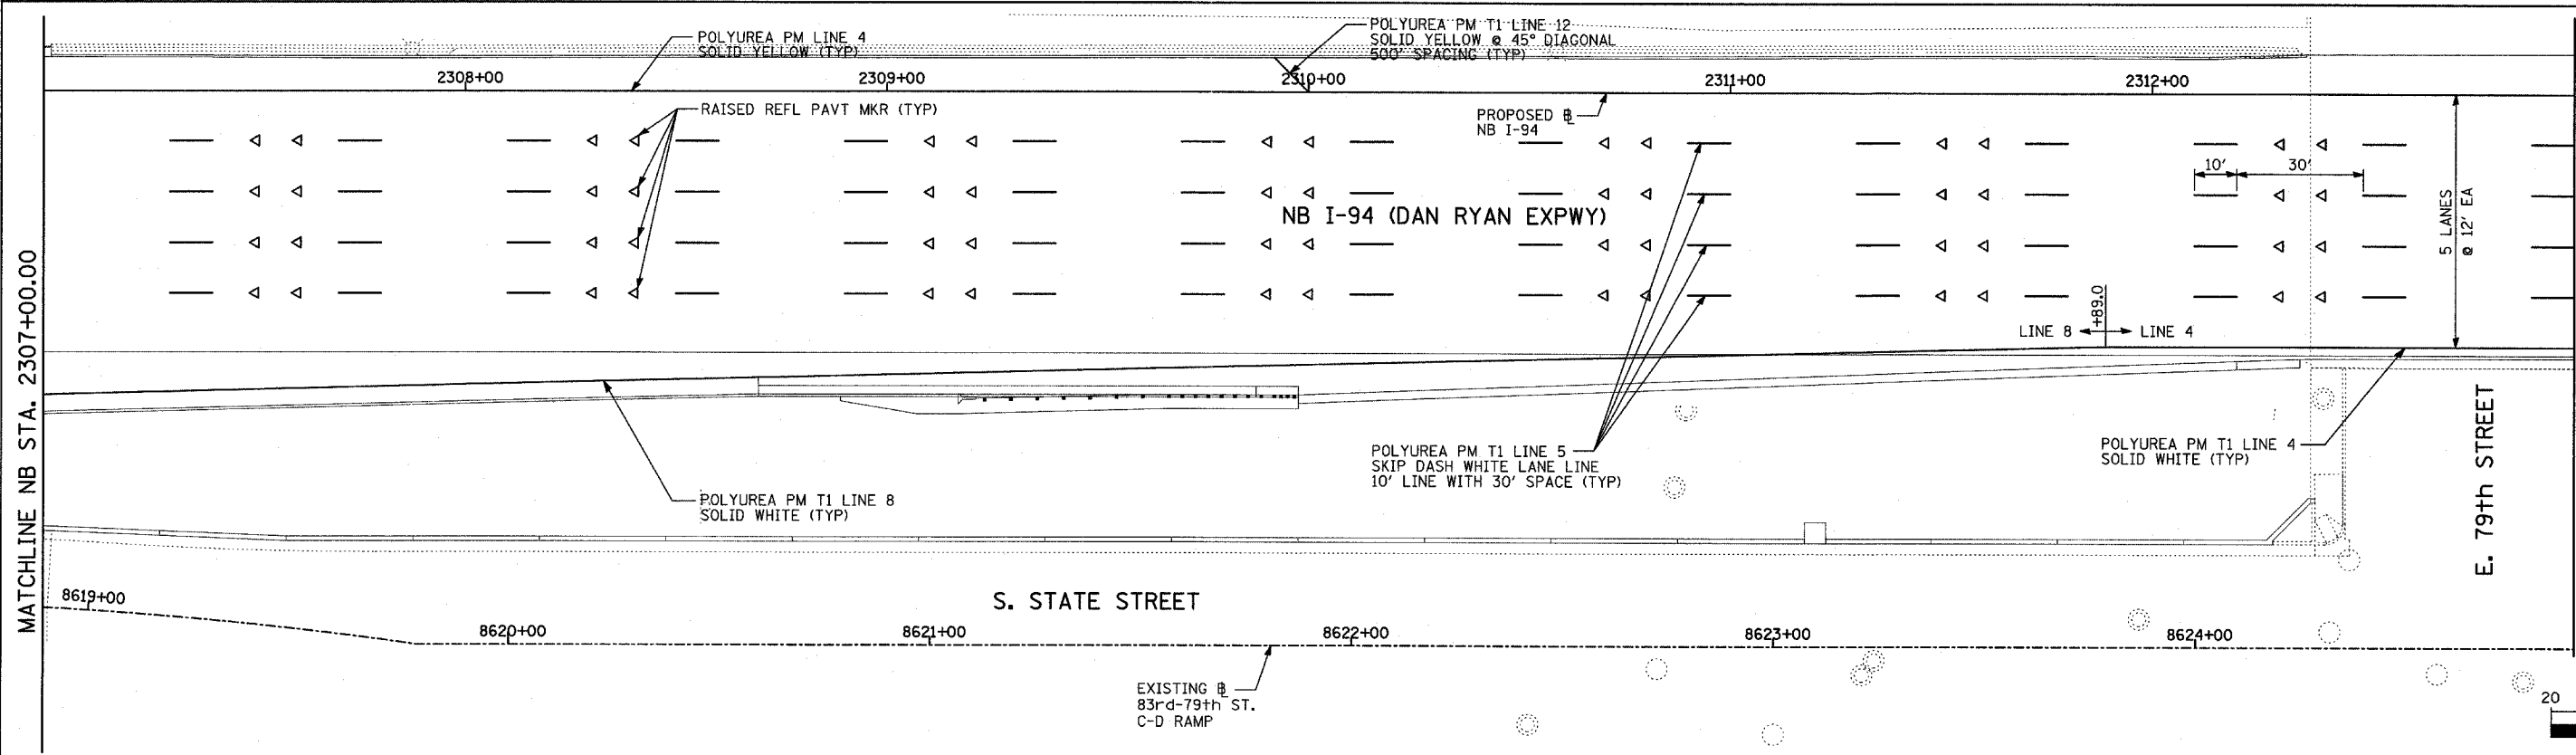 POLYUREA PM LINE 4
SOLID YELLOW (TYP)
POLYUREA PM T1 LINE 12
SOLID YELLOW @ 45° DIAGONAL
500' SPACING (TYP)
2308+00
2309+00
2310+00
2311+00
2312+00
RAISED REFL PAVT MKR (TYP)
PROPOSED ℄
NB I-94
NB I-94 (DAN RYAN EXPWY)
10'
30'
5 LANES
@ 12' EA
+89.0
LINE 8
LINE 4
MATCHLINE NB STA. 2307+00.00
POLYUREA PM T1 LINE 5
SKIP DASH WHITE LANE LINE
10' LINE WITH 30' SPACE (TYP)
POLYUREA PM T1 LINE 4
SOLID WHITE (TYP)
POLYUREA PM T1 LINE 8
SOLID WHITE (TYP)
E. 79th STREET
S. STATE STREET
8619+00
8620+00
8621+00
8622+00
8623+00
8624+00
EXISTING ℄
83rd-79th ST.
C-D RAMP
20